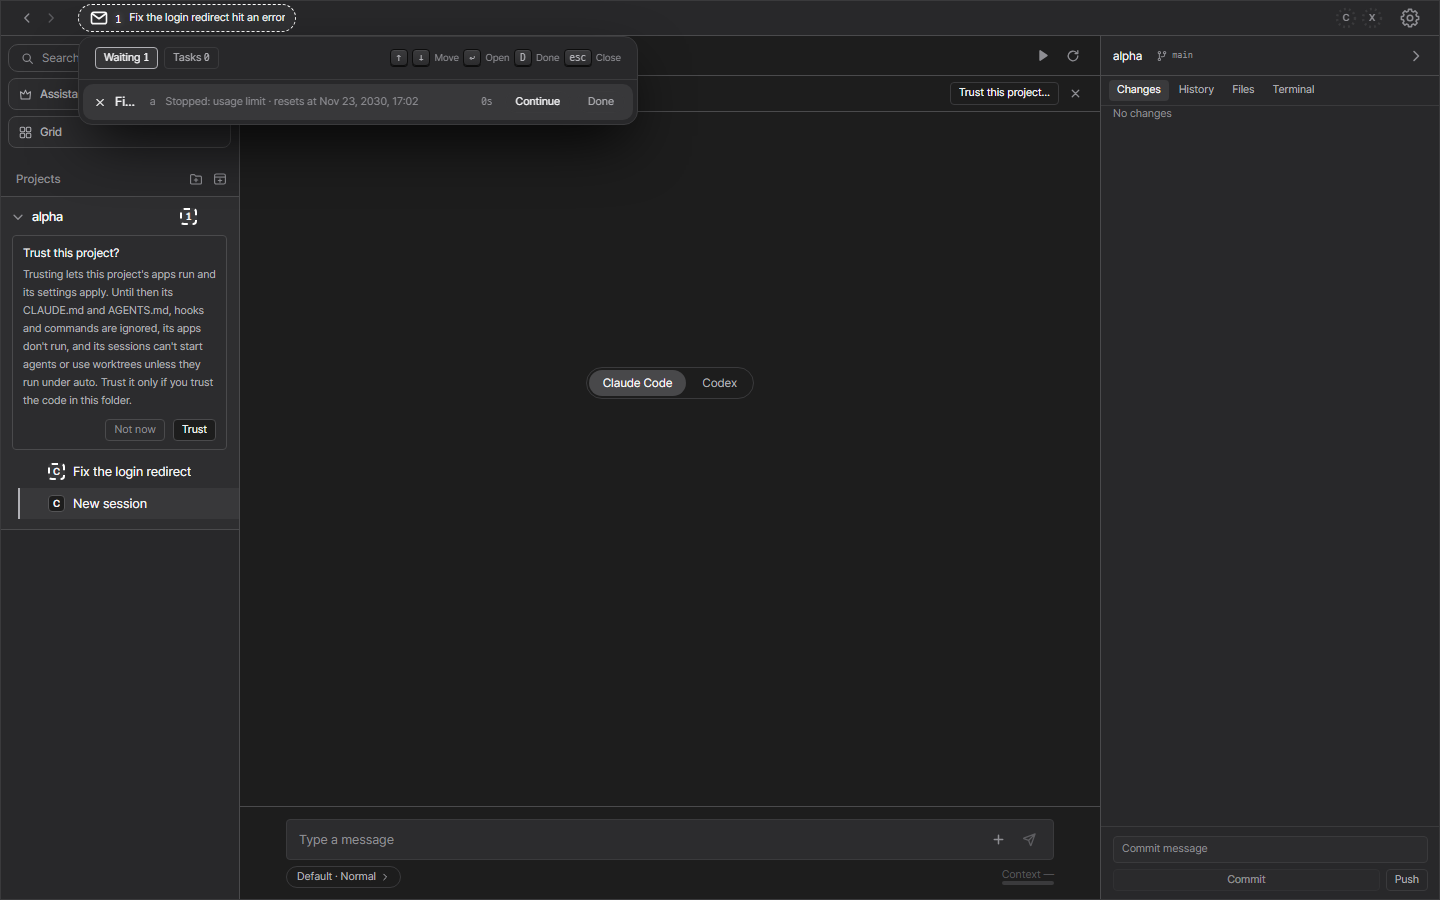 1 Fix the login redirect hit an error
C X
Search
Waiting 1 Tasks 0
↑ ↓ Move ↵ Open D Done esc Close
Fi... a Stopped: usage limit · resets at Nov 23, 2030, 17:02 0s Continue Done
Assista
Grid
Projects
alpha 1
Trust this project?
Trusting lets this project's apps run and
its settings apply. Until then its
CLAUDE.md and AGENTS.md, hooks
and commands are ignored, its apps
don't run, and its sessions can't start
agents or use worktrees unless they
run under auto. Trust it only if you trust
the code in this folder.
Not now Trust
C Fix the login redirect
C New session
Trust this project...
Claude Code Codex
Type a message
Default · Normal
Context —
alpha main
Changes History Files Terminal
No changes
Commit message
Commit Push